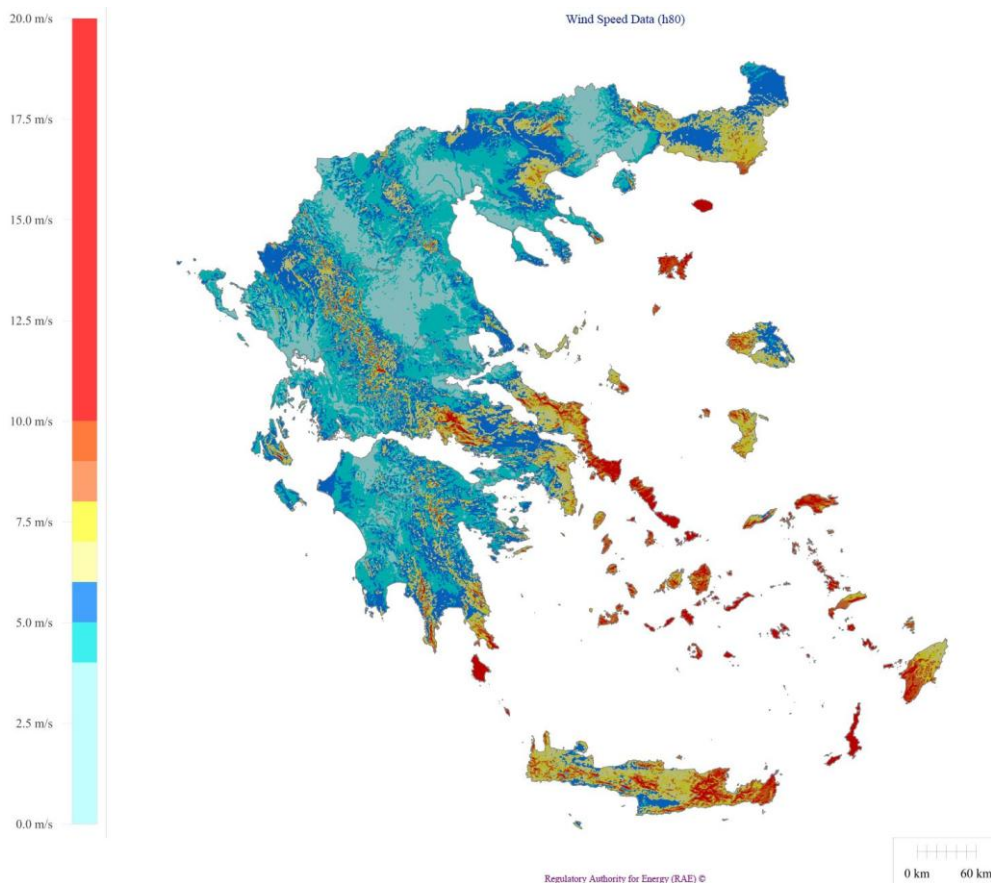 Wind Speed Data (h80)
20.0 m/s
17.5 m/s
15.0 m/s
12.5 m/s
10.0 m/s
7.5 m/s
5.0 m/s
2.5 m/s
0.0 m/s
0 km 60 km
Regulatory Authority for Energy (RAE) ©